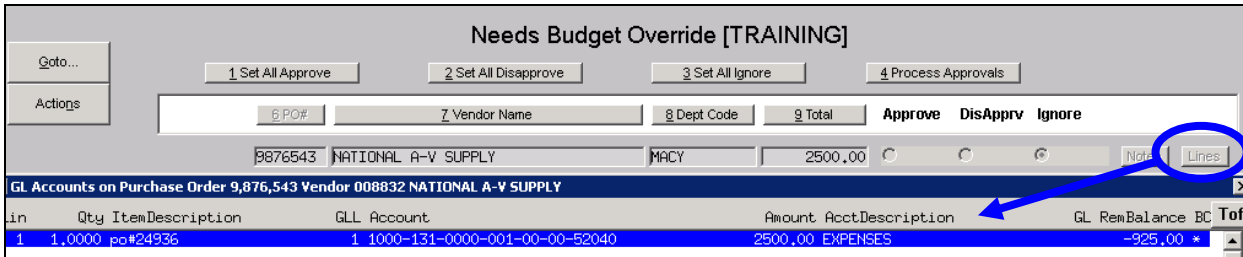 Needs Budget Override [TRAINING]
Goto...
1 Set All Approve 2 Set All Disapprove 3 Set All Ignore 4 Process Approvals
Actions
6 PO# 7 Vendor Name 8 Dept Code 9 Total Approve DisApprv Ignore
9876543 NATIONAL A-V SUPPLY MACY 2500.00 Lines
GL Accounts on Purchase Order 9,876,543 Vendor 008832 NATIONAL A-V SUPPLY
Lin Qty ItemDescription GLL Account Amount AcctDescription GL RemBalance BC Tof
1 1.0000 po#24936 1 1000-131-0000-001-00-00-52040 2500.00 EXPENSES -925.00 *